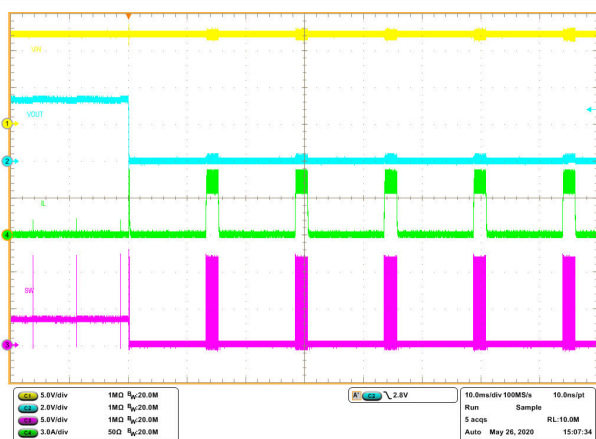 VIN
1
VOUT
2
IL
4
SW
3
C1 5.0V/div 1MΩ BW:20.0M
C2 2.0V/div 1MΩ BW:20.0M
C3 5.0V/div 1MΩ BW:20.0M
C4 3.0A/div 50Ω BW:20.0M
A' C2 2.8V
10.0ms/div 100MS/s 10.0ns/pt
Run Sample
5 acqs RL:10.0M
Auto May 26, 2020 15:07:34